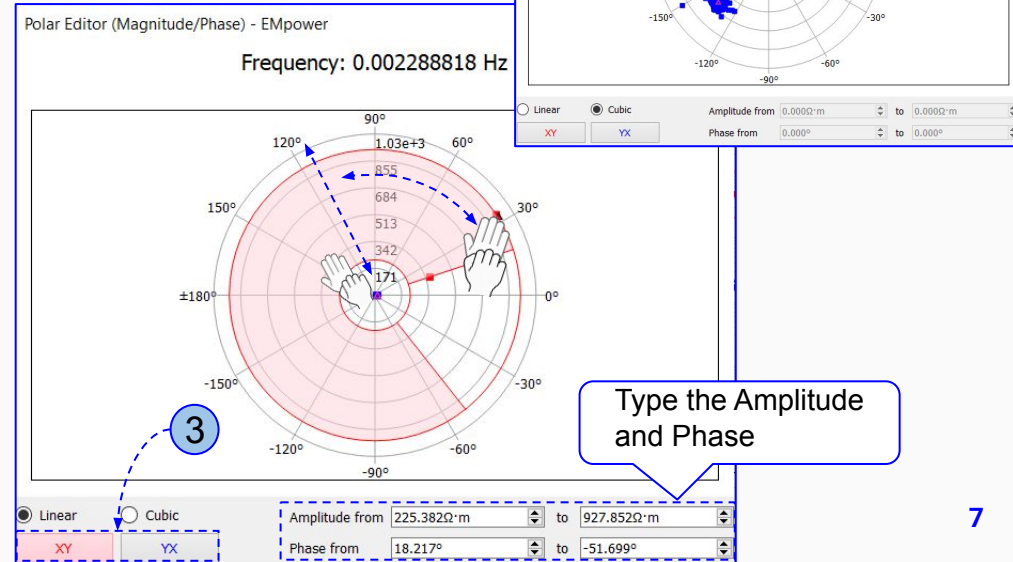 Polar Editor (Magnitude/Phase) - EMpower
Frequency: 0.002288818 Hz
90°
120°
1.03e+3
60°
855
150°
684
30°
513
342
171
±180°
0°
-150°
-30°
-120°
-60°
-90°
3
Linear
Cubic
XY
YX
Amplitude from 225.382Ω·m to 927.852Ω·m
Phase from 18.217° to -51.699°
Type the Amplitude
and Phase
-150°
-30°
-120°
-60°
-90°
Linear
Cubic
Amplitude from 0.000Ω·m to 0.000Ω·m
XY
YX
Phase from 0.000° to 0.000°
7